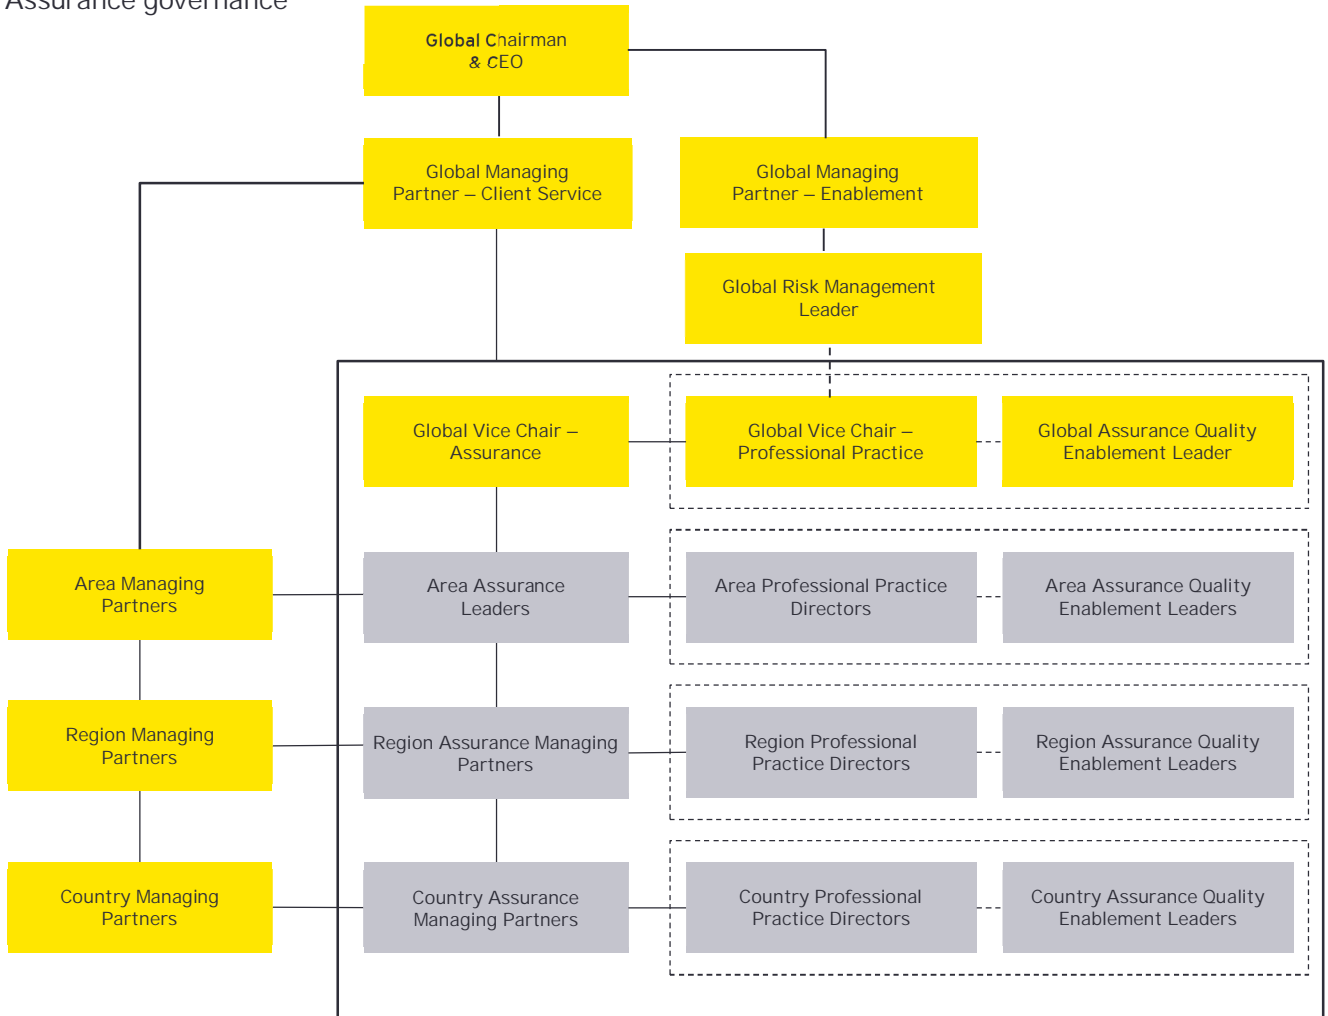 Assurance governance
Global Chairman
& CEO
Global Managing
Partner – Client Service
Global Managing
Partner – Enablement
Global Risk Management
Leader
Global Vice Chair –
Assurance
Global Vice Chair –
Professional Practice
Global Assurance Quality
Enablement Leader
Area Managing
Partners
Area Assurance
Leaders
Area Professional Practice
Directors
Area Assurance Quality
Enablement Leaders
Region Managing
Partners
Region Assurance Managing
Partners
Region Professional
Practice Directors
Region Assurance Quality
Enablement Leaders
Country Managing
Partners
Country Assurance
Managing Partners
Country Professional
Practice Directors
Country Assurance Quality
Enablement Leaders